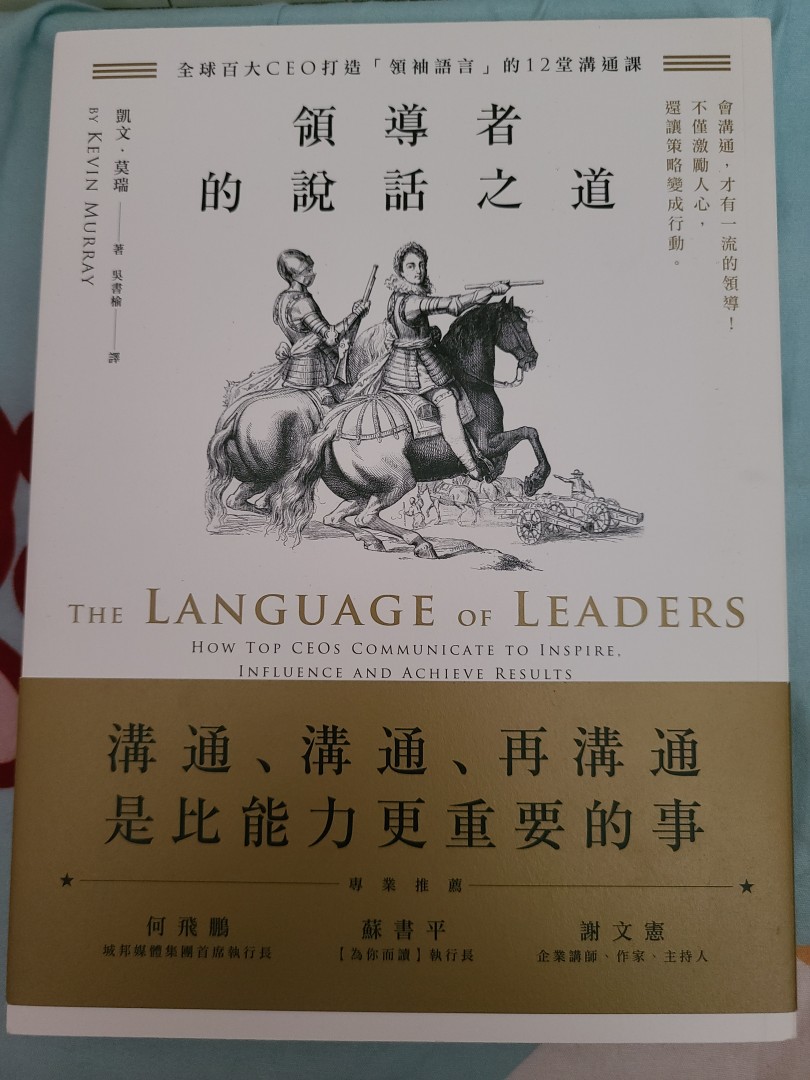 全球百大CEO打造「領袖語言」的12堂溝通課
領導者
的說話之道
會溝通，才有一流的領導！
不僅激勵人心，
還讓策略變成行動。
凱文・莫瑞——著 吳書榆——譯
BY KEVIN MURRAY
THE LANGUAGE OF LEADERS
HOW TOP CEOS COMMUNICATE TO INSPIRE,
INFLUENCE AND ACHIEVE RESULTS
溝通、溝通、再溝通
是比能力更重要的事
專業推薦
何飛鵬
城邦媒體集團首席執行長
蘇書平
【為你而讀】執行長
謝文憲
企業講師、作家、主持人